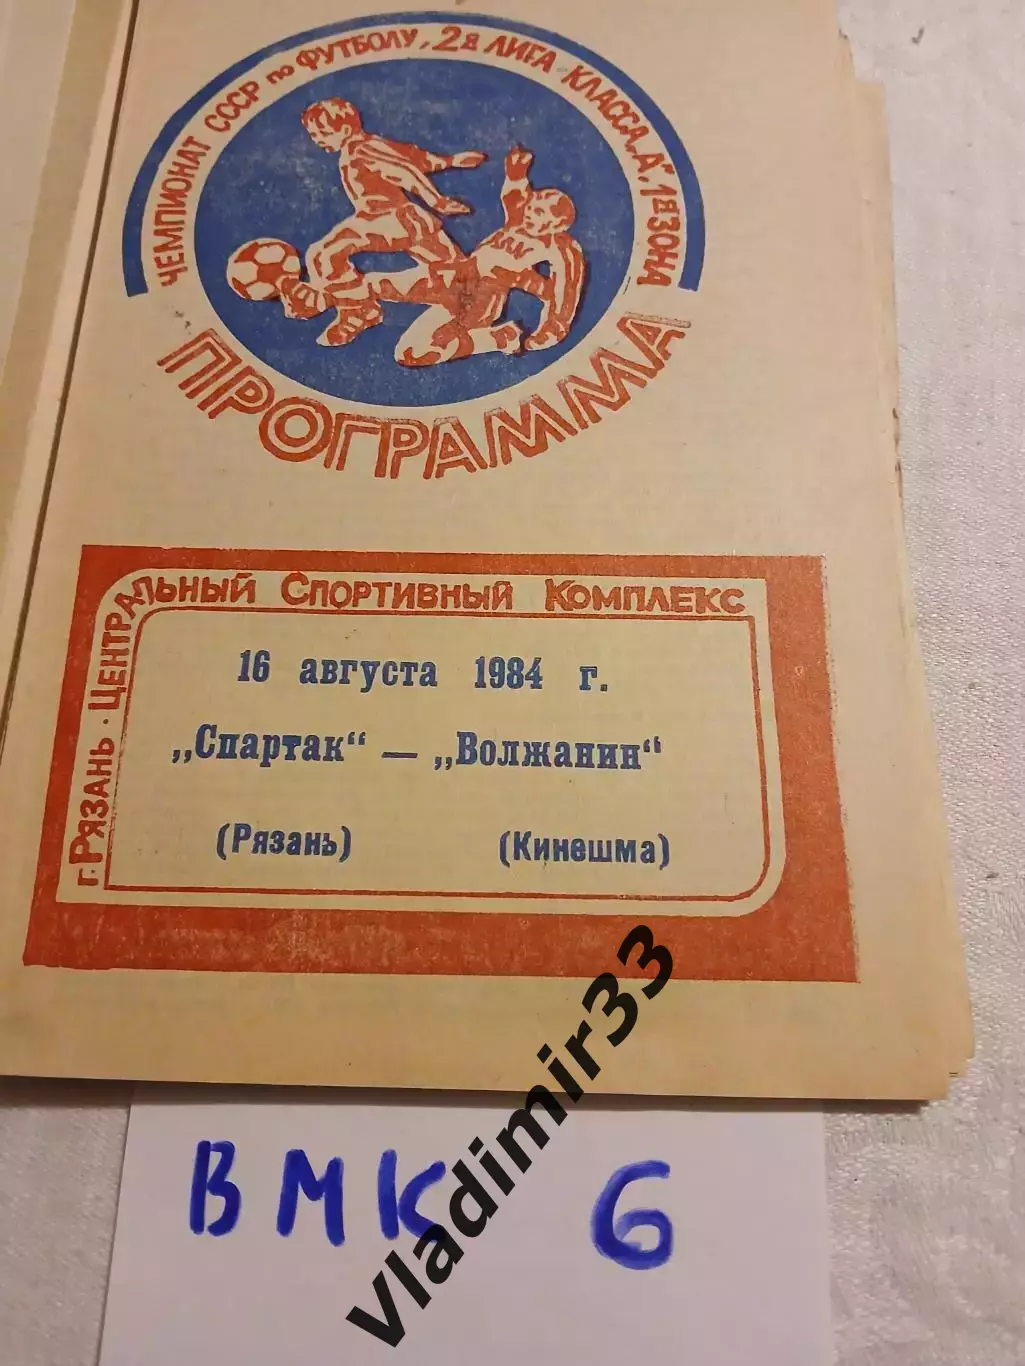 ЧЕМПИОНАТ СССР по ФУТБОЛУ, 2я ЛИГА КЛАССА „А", 1я ЗОНА
ПРОГРАММА
г. РЯЗАНЬ · ЦЕНТРАЛЬНЫЙ СПОРТИВНЫЙ КОМПЛЕКС
16 августа 1984 г.
„Спартак“ — „Волжанин“
(Рязань) (Кинешма)
ВМК 6
Vladimir33